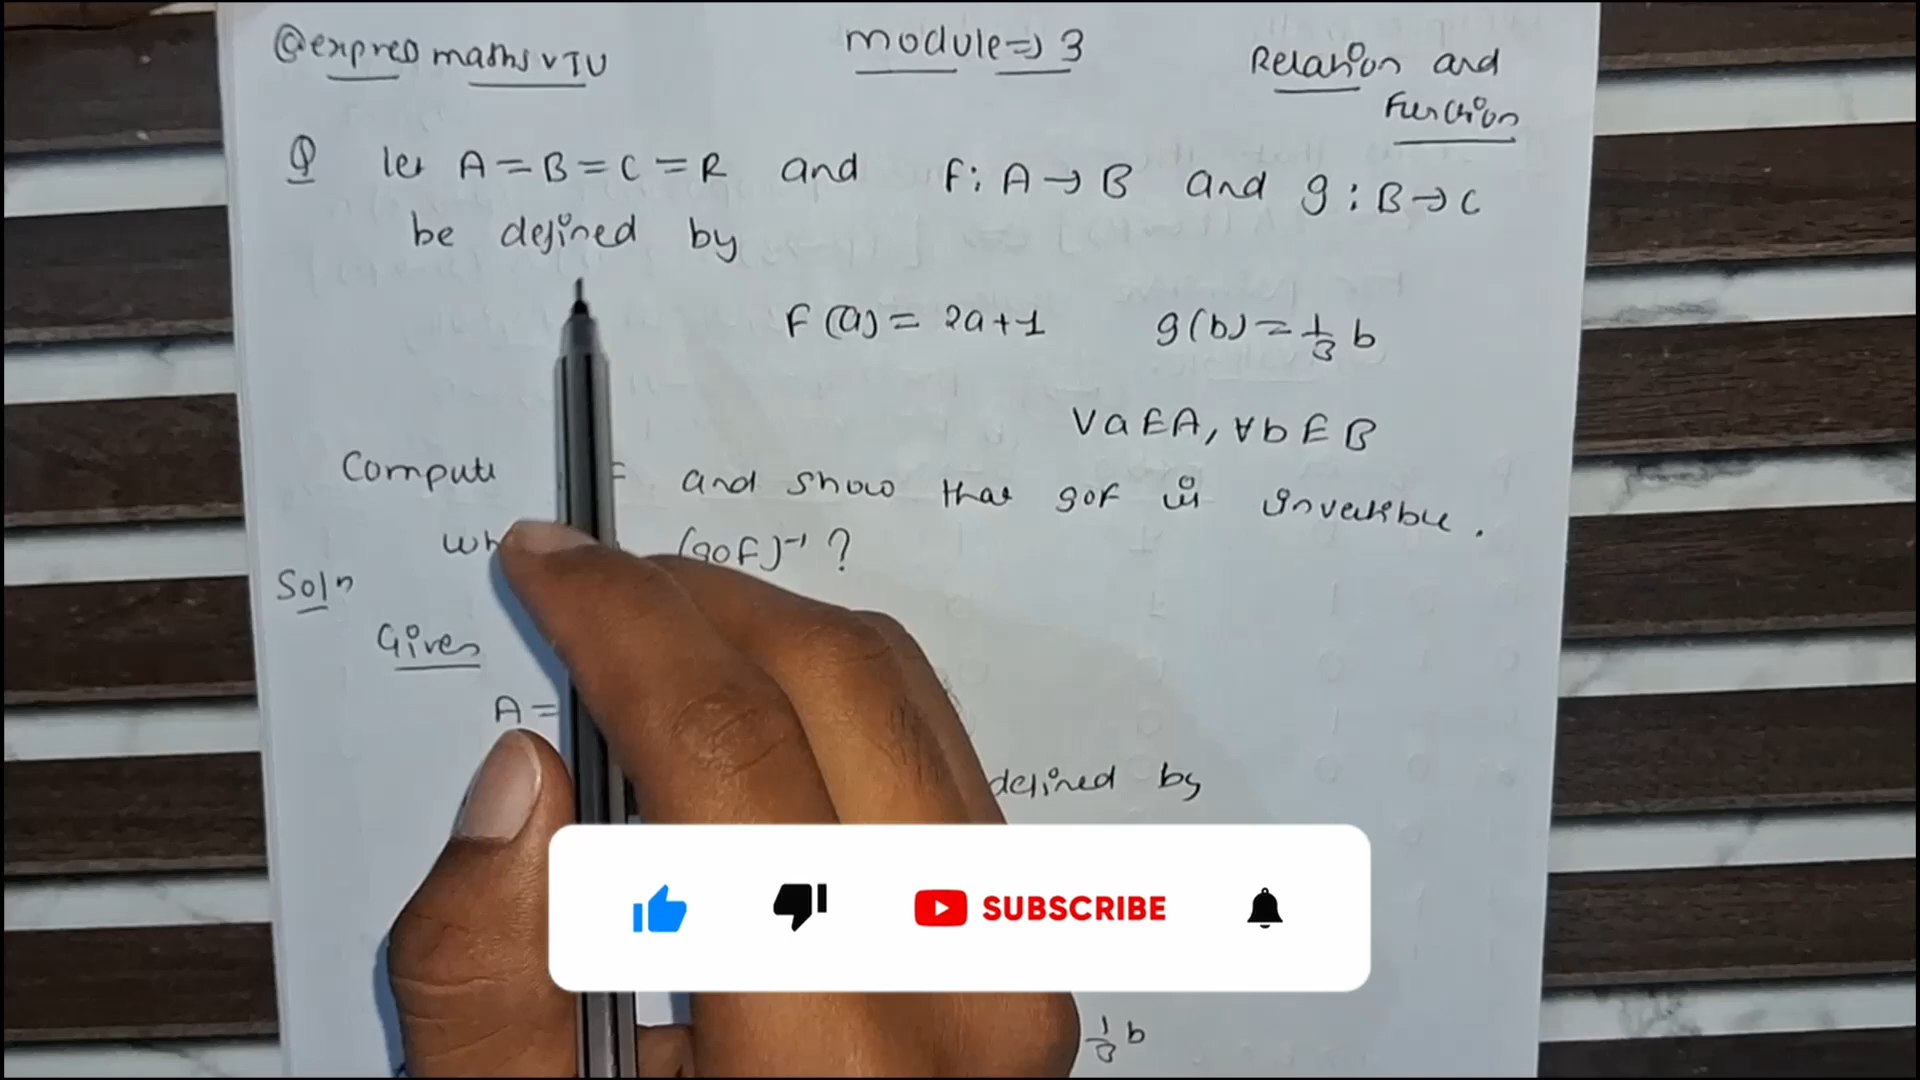 @expres maths VTU
module => 3
Relation and
Function
Q let A = B = C = R and F : A → B and g : B → C
be defined by
F (a) = 2a + 1 g(b) = 1/3 b
∀ a ∈ A, ∀ b ∈ B
Compute and show that goF is invertible.
(goF)⁻¹ ?
Solⁿ
Given
A =
defined by
SUBSCRIBE
1/3 b